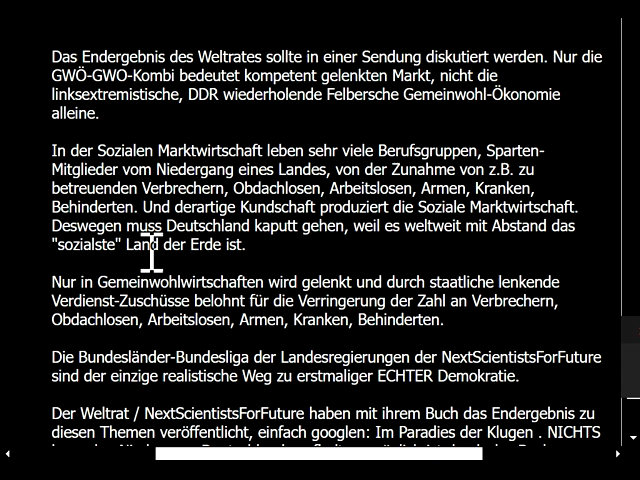 Das Endergebnis des Weltrates sollte in einer Sendung diskutiert werden. Nur die
GWÖ-GWO-Kombi bedeutet kompetent gelenkten Markt, nicht die
linksextremistische, DDR wiederholende Felbersche Gemeinwohl-Ökonomie
alleine.
In der Sozialen Marktwirtschaft leben sehr viele Berufsgruppen, Sparten-
Mitglieder vom Niedergang eines Landes, von der Zunahme von z.B. zu
betreuenden Verbrechern, Obdachlosen, Arbeitslosen, Armen, Kranken,
Behinderten. Und derartige Kundschaft produziert die Soziale Marktwirtschaft.
Deswegen muss Deutschland kaputt gehen, weil es weltweit mit Abstand das
"sozialste" Land der Erde ist.
Nur in Gemeinwohlwirtschaften wird gelenkt und durch staatliche lenkende
Verdienst-Zuschüsse belohnt für die Verringerung der Zahl an Verbrechern,
Obdachlosen, Arbeitslosen, Armen, Kranken, Behinderten.
Die Bundesländer-Bundesliga der Landesregierungen der NextScientistsForFuture
sind der einzige realistische Weg zu erstmaliger ECHTER Demokratie.
Der Weltrat / NextScientistsForFuture haben mit ihrem Buch das Endergebnis zu
diesen Themen veröffentlicht, einfach googlen: Im Paradies der Klugen . NICHTS